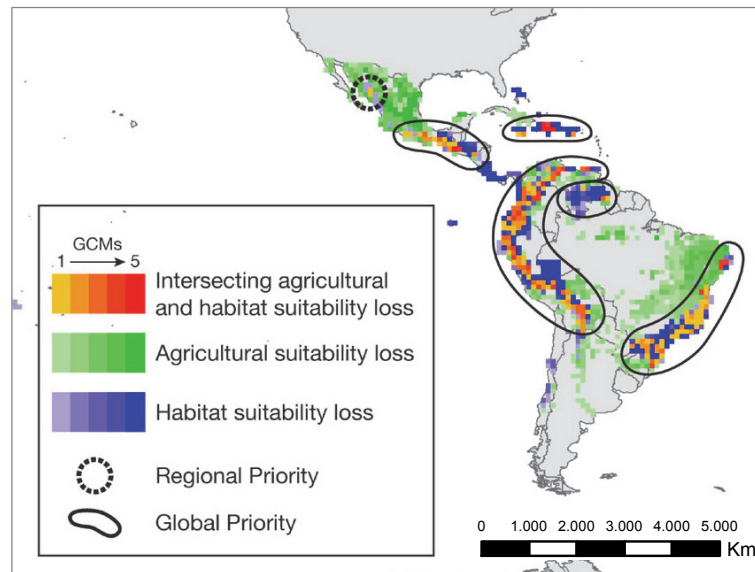 GCMs
1 5
Intersecting agricultural
and habitat suitability loss
Agricultural suitability loss
Habitat suitability loss
Regional Priority
Global Priority
0 1.000 2.000 3.000 4.000 5.000
Km